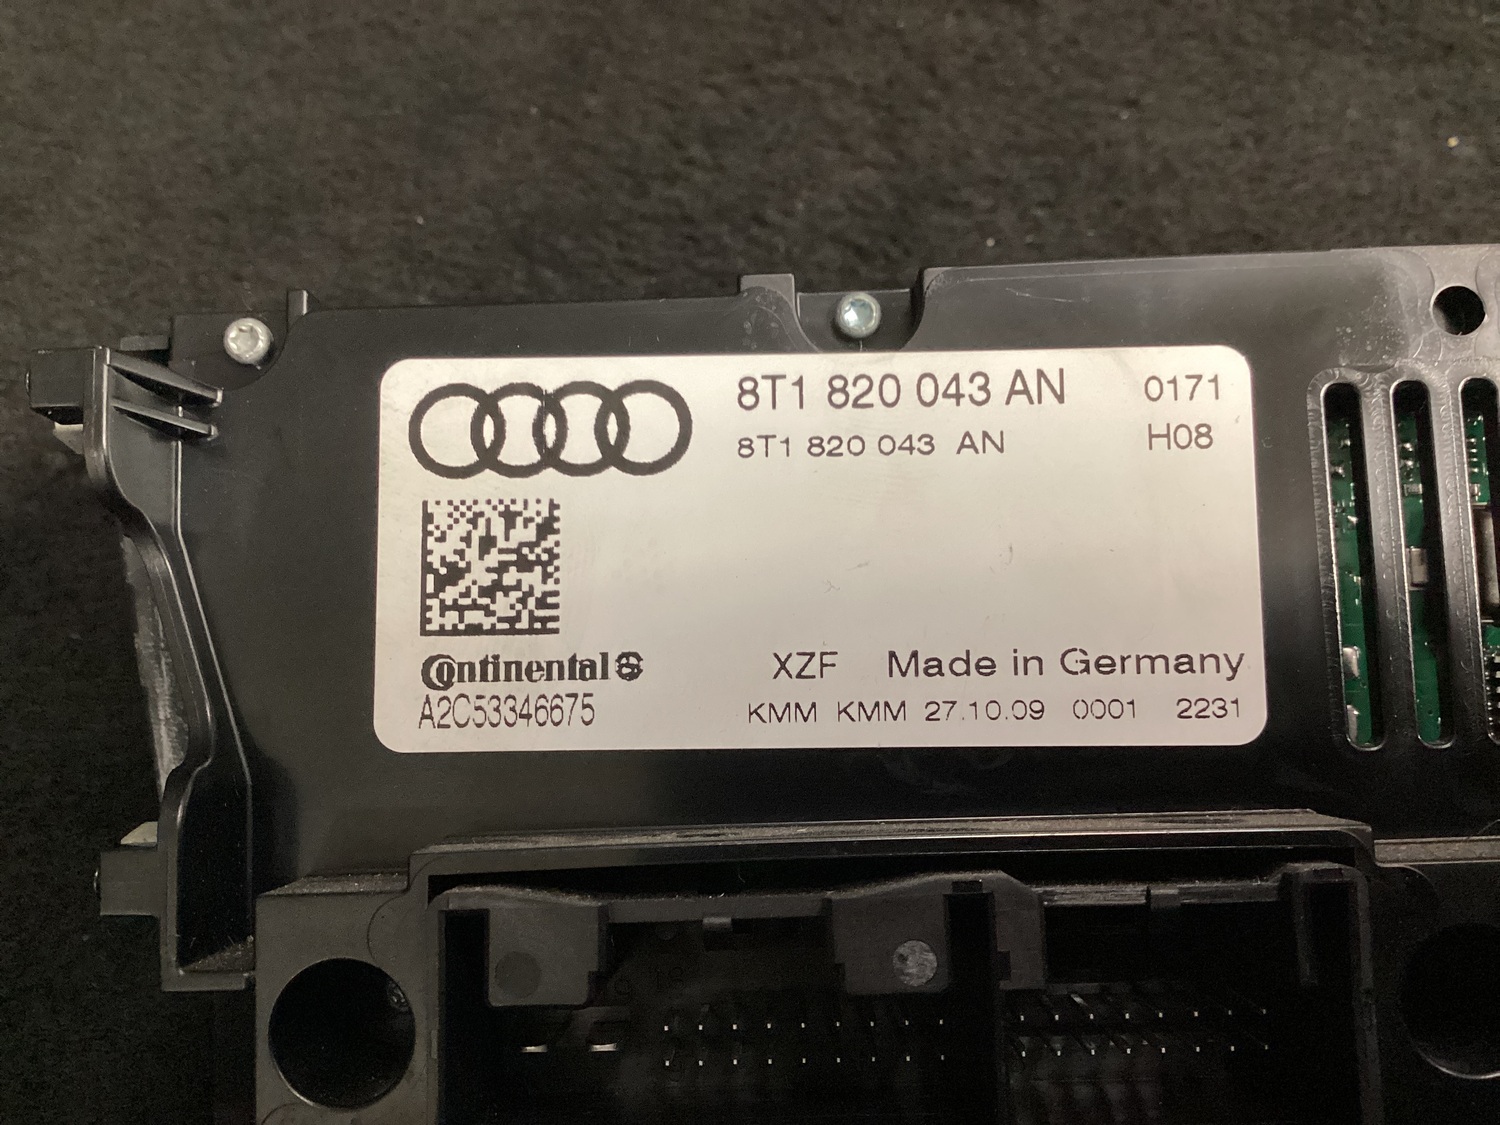 8T1 820 043 AN 0171
8T1 820 043 AN H08
Continental
A2C53346675
XZF Made in Germany
KMM KMM 27.10.09 0001 2231